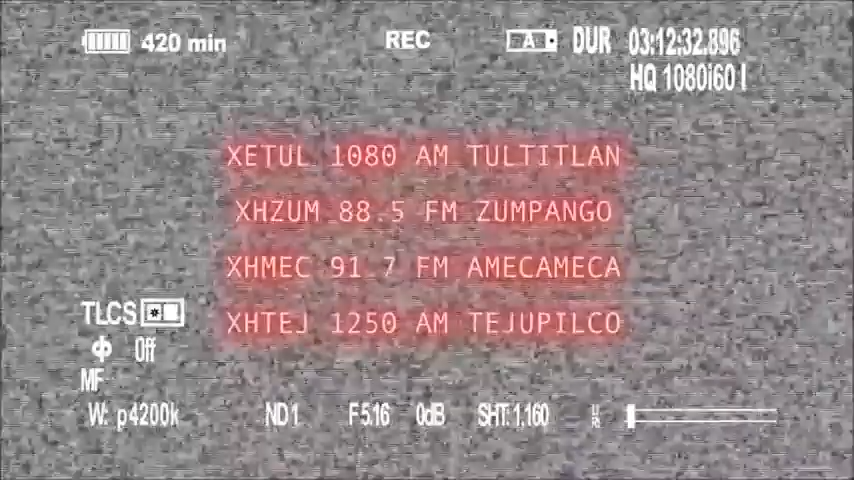 420 min REC A DUR 03:12:32.896
HQ 1080i60
XETUL 1080 AM TULTITLAN
XHZUM 88.5 FM ZUMPANGO
XHMEC 91.7 FM AMECAMECA
XHTEJ 1250 AM TEJUPILCO
TLCS
Off
MF
W: p4200k ND1 F5.16 0dB SHT: 1.160